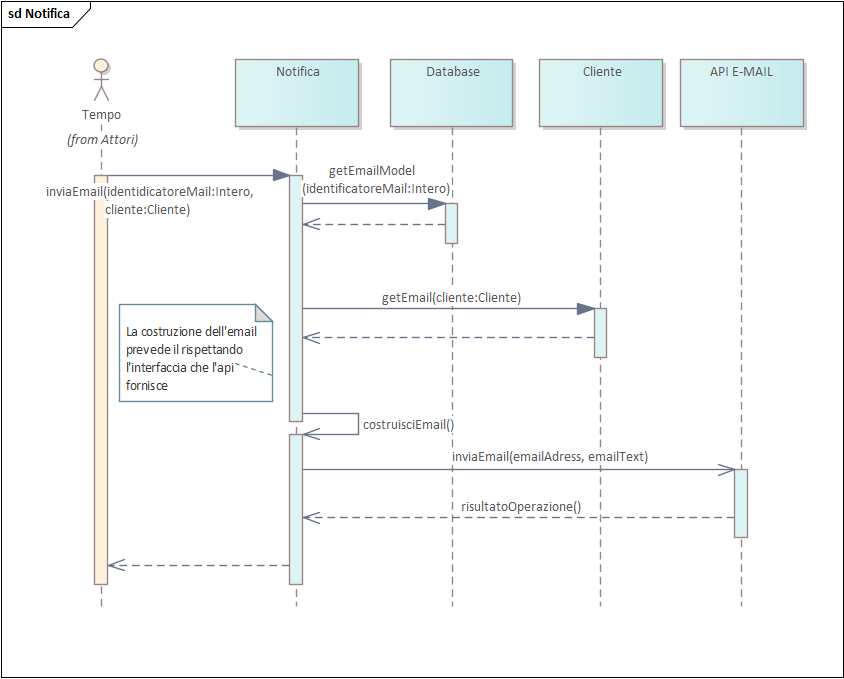 sd Notifica
Notifica
Database
Cliente
API E-MAIL
Tempo
(from Attori)
inviaEmail(identidicatoreMail:Intero,
cliente:Cliente)
getEmailModel
(identificatoreMail:Intero)
getEmail(cliente:Cliente)
La costruzione dell'email
prevede il rispettando
l'interfaccia che l'api
fornisce
costruisciEmail()
inviaEmail(emailAdress, emailText)
risultatoOperazione()